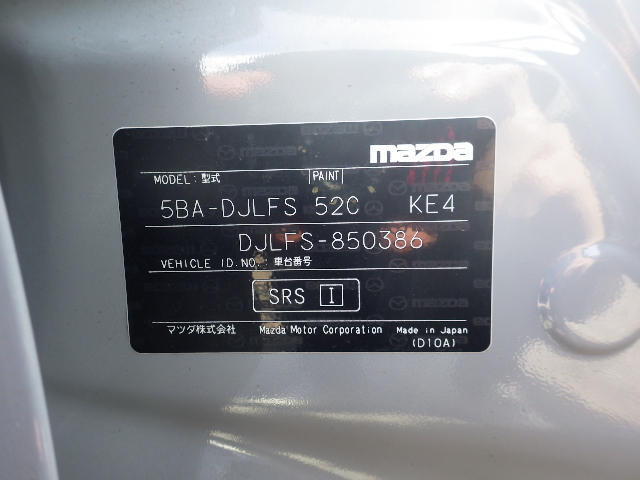 mazda
MODEL: 型式 PAINT
5BA-DJLFS 52C KE4
DJLFS-850386
VEHICLE ID.NO.: 車台番号
SRS I
マツダ株式会社 Mazda Motor Corporation Made in Japan
(D10A)